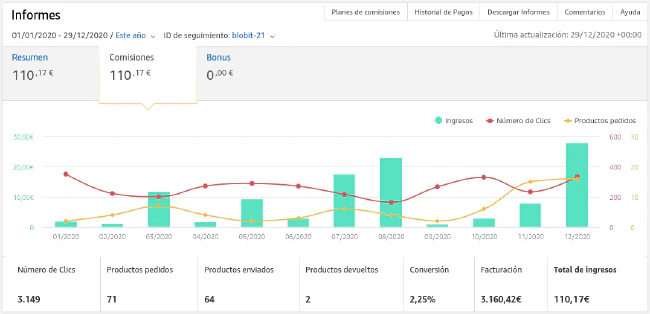 Informes
Planes de comisiones
Historial de Pagos
Descargar Informes
Comentarios
Ayuda
01/01/2020 - 29/12/2020 / Este año
ID de seguimiento: blobit-21
Última actualización: 29/12/2020 +00:00
Resumen
110,17 €
Comisiones
110,17 €
Bonus
0,00 €
Ingresos
Número de Clics
Productos pedidos
30,00€
20,00€
10,00€
0
600
400
200
0
30
20
10
0
01/2020 02/2020 03/2020 04/2020 05/2020 06/2020 07/2020 08/2020 09/2020 10/2020 11/2020 12/2020
Número de Clics
3.149
Productos pedidos
71
Productos enviados
64
Productos devueltos
2
Conversión
2,25%
Facturación
3.160,42€
Total de ingresos
110,17€